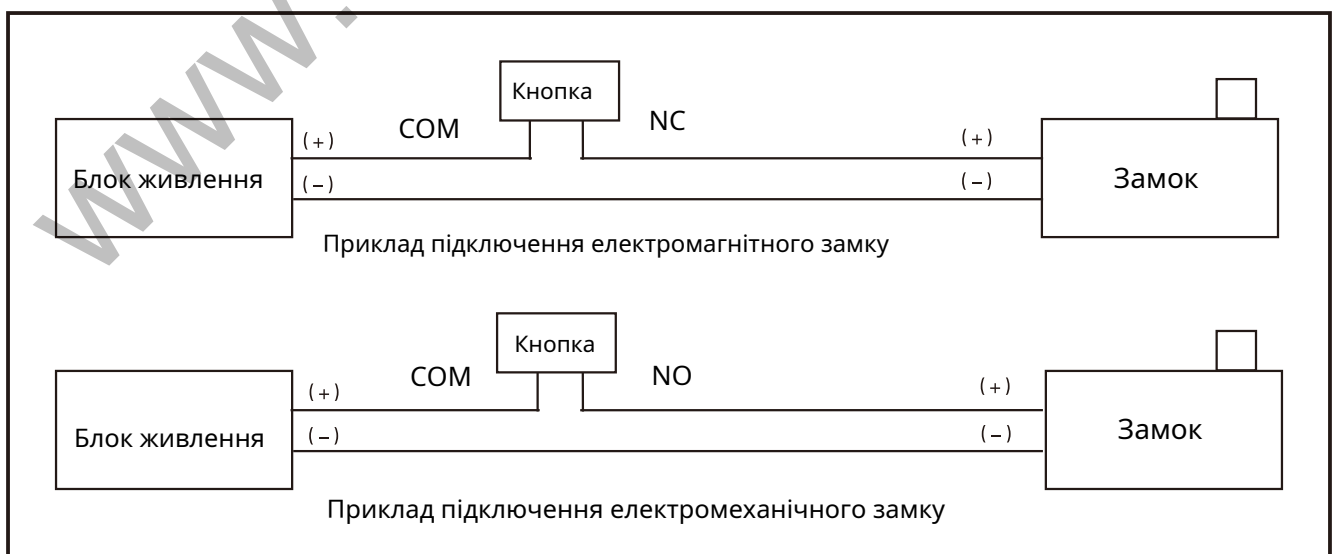 www.
Кнопка
COM
NC
(+)
(+)
Блок живлення
(−)
(−)
Замок
Приклад підключення електромагнітного замку
Кнопка
COM
NO
(+)
(+)
Блок живлення
(−)
(−)
Замок
Приклад підключення електромеханічного замку